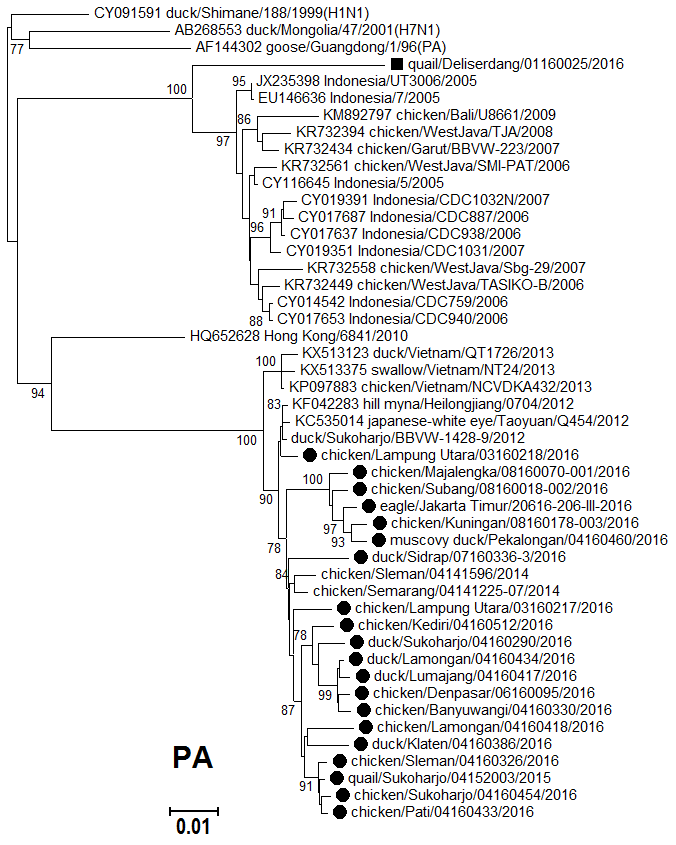 CY091591 duck/Shimane/188/1999(H1N1)
77
AB268553 duck/Mongolia/47/2001(H7N1)
AF144302 goose/Guangdong/1/96(PA)
quail/Deliserdang/01160025/2016
100
95
JX235398 Indonesia/UT3006/2005
EU146636 Indonesia/7/2005
86
KM892797 chicken/Bali/U8661/2009
KR732394 chicken/WestJava/TJA/2008
97
KR732434 chicken/Garut/BBVW-223/2007
KR732561 chicken/WestJava/SMI-PAT/2006
CY116645 Indonesia/5/2005
CY019391 Indonesia/CDC1032N/2007
91
CY017687 Indonesia/CDC887/2006
96
CY017637 Indonesia/CDC938/2006
CY019351 Indonesia/CDC1031/2007
KR732558 chicken/WestJava/Sbg-29/2007
KR732449 chicken/WestJava/TASIKO-B/2006
CY014542 Indonesia/CDC759/2006
88
CY017653 Indonesia/CDC940/2006
HQ652628 Hong Kong/6841/2010
94
100
KX513123 duck/Vietnam/QT1726/2013
KX513375 swallow/Vietnam/NT24/2013
KP097883 chicken/Vietnam/NCVDKA432/2013
83
KF042283 hill myna/Heilongjiang/0704/2012
KC535014 japanese-white eye/Taoyuan/Q454/2012
100
duck/Sukoharjo/BBVW-1428-9/2012
chicken/Lampung Utara/03160218/2016
chicken/Majalengka/08160070-001/2016
100
chicken/Subang/08160018-002/2016
90
eagle/Jakarta Timur/20616-206-III-2016
97
chicken/Kuningan/08160178-003/2016
93
muscovy duck/Pekalongan/04160460/2016
78
duck/Sidrap/07160336-3/2016
84
chicken/Sleman/04141596/2014
chicken/Semarang/04141225-07/2014
chicken/Lampung Utara/03160217/2016
78
chicken/Kediri/04160512/2016
duck/Sukoharjo/04160290/2016
duck/Lamongan/04160434/2016
duck/Lumajang/04160417/2016
99
chicken/Denpasar/06160095/2016
87
chicken/Banyuwangi/04160330/2016
chicken/Lamongan/04160418/2016
duck/Klaten/04160386/2016
PA
chicken/Sleman/04160326/2016
91
quail/Sukoharjo/04152003/2015
chicken/Sukoharjo/04160454/2016
chicken/Pati/04160433/2016
0.01